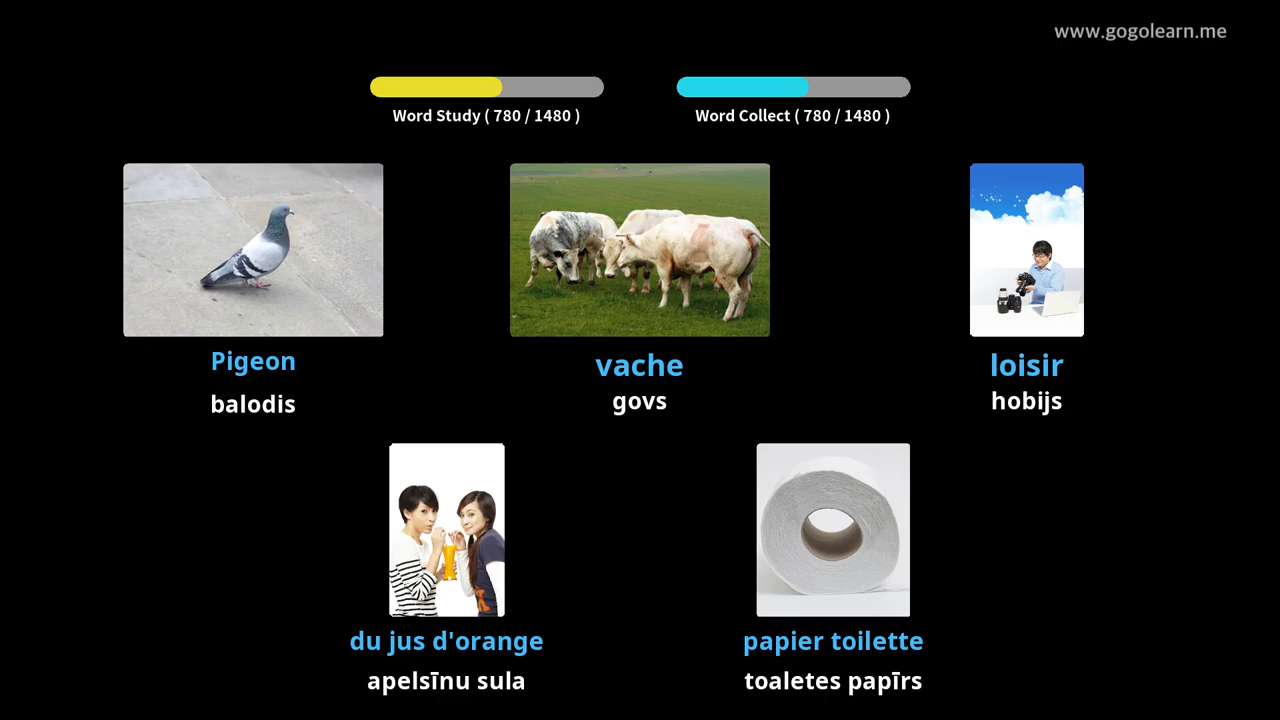 www.gogolearn.me
Word Study ( 780 / 1480 )
Word Collect ( 780 / 1480 )
Pigeon
balodis
vache
govs
loisir
hobijs
du jus d'orange
apelsīnu sula
papier toilette
toaletes papīrs